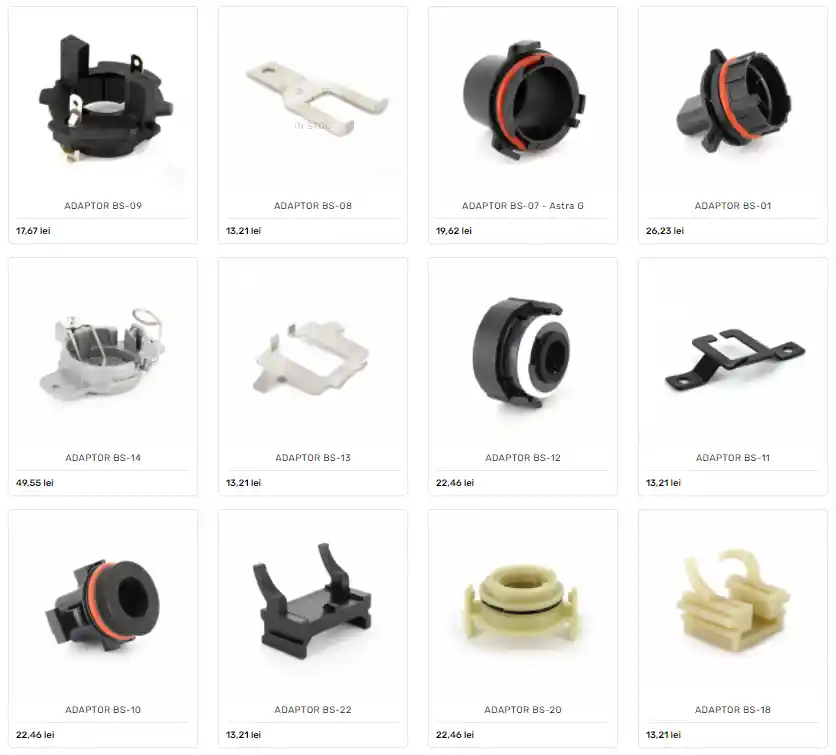 IN STOC
ADAPTOR BS-09
17,67 lei
ADAPTOR BS-08
13,21 lei
ADAPTOR BS-07 - Astra G
19,62 lei
ADAPTOR BS-01
26,23 lei
ADAPTOR BS-14
49,55 lei
ADAPTOR BS-13
13,21 lei
ADAPTOR BS-12
22,46 lei
ADAPTOR BS-11
13,21 lei
ADAPTOR BS-10
22,46 lei
ADAPTOR BS-22
13,21 lei
ADAPTOR BS-20
22,46 lei
ADAPTOR BS-18
13,21 lei